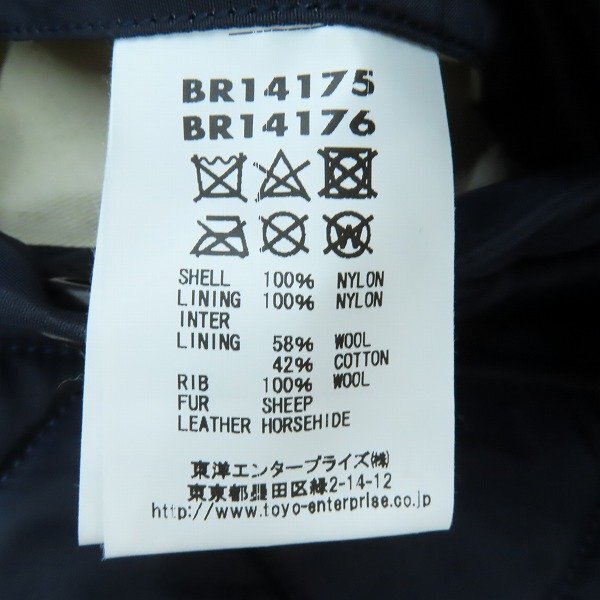 BR14175
BR14176
SHELL 100% NYLON
LINING 100% NYLON
INTER
LINING 58% WOOL
42% COTTON
RIB 100% WOOL
FUR SHEEP
LEATHER HORSEHIDE
東洋エンタープライズ㈱
東京都墨田区緑2-14-12
http://www.toyo-enterprise.co.jp